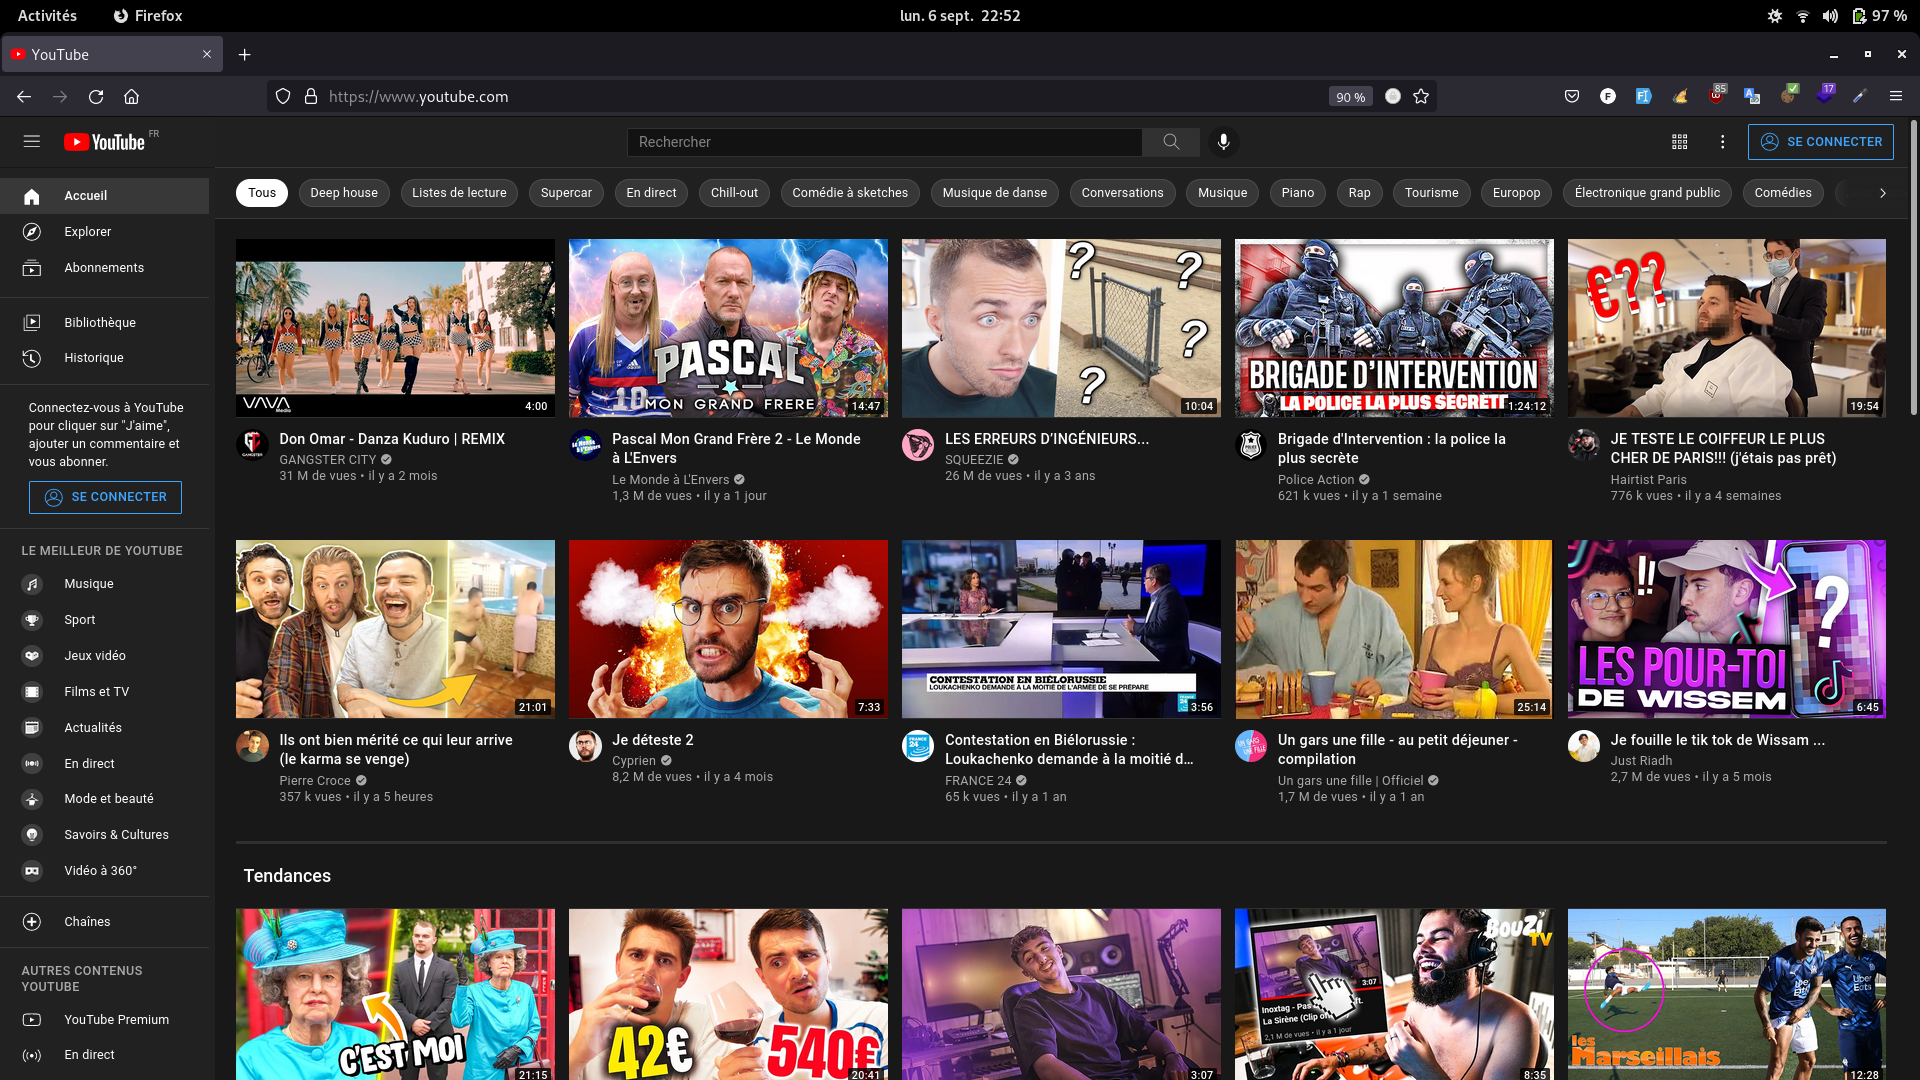 Activités
Firefox
lun. 6 sept. 22:52
97 %
YouTube
https://www.youtube.com
90 %
85
17
YouTube FR
Rechercher
SE CONNECTER
Tous
Deep house
Listes de lecture
Supercar
En direct
Chill-out
Comédie à sketches
Musique de danse
Conversations
Musique
Piano
Rap
Tourisme
Europop
Électronique grand public
Comédies
Accueil
Explorer
Abonnements
Bibliothèque
Historique
Connectez-vous à YouTube
pour cliquer sur "J'aime",
ajouter un commentaire et
vous abonner.
SE CONNECTER
LE MEILLEUR DE YOUTUBE
Musique
Sport
Jeux vidéo
Films et TV
Actualités
En direct
Mode et beauté
Savoirs & Cultures
Vidéo à 360°
Chaînes
AUTRES CONTENUS
YOUTUBE
YouTube Premium
En direct
VAVA
Media
4:00
Don Omar - Danza Kuduro | REMIX
GANGSTER CITY
31 M de vues • il y a 2 mois
PASCAL
MON GRAND FRERE
14:47
Pascal Mon Grand Frère 2 - Le Monde
à L'Envers
Le Monde à L'Envers
1,3 M de vues • il y a 1 jour
? ? ? ?
10:04
LES ERREURS D'INGÉNIEURS...
SQUEEZIE
26 M de vues • il y a 3 ans
BRIGADE D'INTERVENTION
LA POLICE LA PLUS SECRÈTE
1:24:12
Brigade d'Intervention : la police la
plus secrète
Police Action
621 k vues • il y a 1 semaine
€??
19:54
JE TESTE LE COIFFEUR LE PLUS
CHER DE PARIS!!! (j'étais pas prêt)
Hairtist Paris
776 k vues • il y a 4 semaines
21:01
Ils ont bien mérité ce qui leur arrive
(le karma se venge)
Pierre Croce
357 k vues • il y a 5 heures
7:33
Je déteste 2
Cyprien
8,2 M de vues • il y a 4 mois
CONTESTATION EN BIÉLORUSSIE
LOUKACHENKO DEMANDE À LA MOITIÉ DE L'ARMÉE DE SE PRÉPARE
FRANCE 24
3:56
Contestation en Biélorussie :
Loukachenko demande à la moitié d...
FRANCE 24
65 k vues • il y a 1 an
25:14
Un gars une fille - au petit déjeuner -
compilation
Un gars une fille | Officiel
1,7 M de vues • il y a 1 an
!! ?
LES POUR-TOI
DE WISSEM
6:45
Je fouille le tik tok de Wissam ...
Just Riadh
2,7 M de vues • il y a 5 mois
Tendances
C'EST MOI
21:15
42€
540€
20:41
3:07
BOUZI
TV
3:07
Inoxtag - Pas
La Sirène (Clip
2,1 M de vues • il y a 1 jour
8:35
Uber
Eats
les
Marseillais
12:28